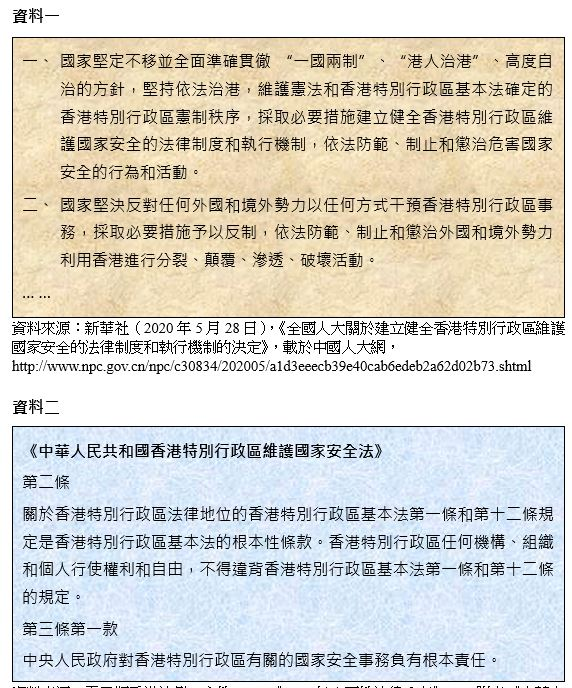 資料一
一、 國家堅定不移並全面準確貫徹 “一國兩制”、“港人治港”、高度自
治的方針，堅持依法治港，維護憲法和香港特別行政區基本法確定的
香港特別行政區憲制秩序，採取必要措施建立健全香港特別行政區維
護國家安全的法律制度和執行機制，依法防範、制止和懲治危害國家
安全的行為和活動。
二、 國家堅決反對任何外國和境外勢力以任何方式干預香港特別行政區事
務，採取必要措施予以反制，依法防範、制止和懲治外國和境外勢力
利用香港進行分裂、顛覆、滲透、破壞活動。
... ...
資料來源：新華社（2020 年 5 月 28 日），《全國人大關於建立健全香港特別行政區維護
國家安全的法律制度和執行機制的決定》，載於中國人大網，
http://www.npc.gov.cn/npc/c30834/202005/a1d3eeecb39e40cab6edeb2a62d02b73.shtml
資料二
《中華人民共和國香港特別行政區維護國家安全法》
第二條
關於香港特別行政區法律地位的香港特別行政區基本法第一條和第十二條規
定是香港特別行政區基本法的根本性條款。香港特別行政區任何機構、組織
和個人行使權利和自由，不得違背香港特別行政區基本法第一條和第十二條
的規定。
第三條第一款
中央人民政府對香港特別行政區有關的國家安全事務負有根本責任。